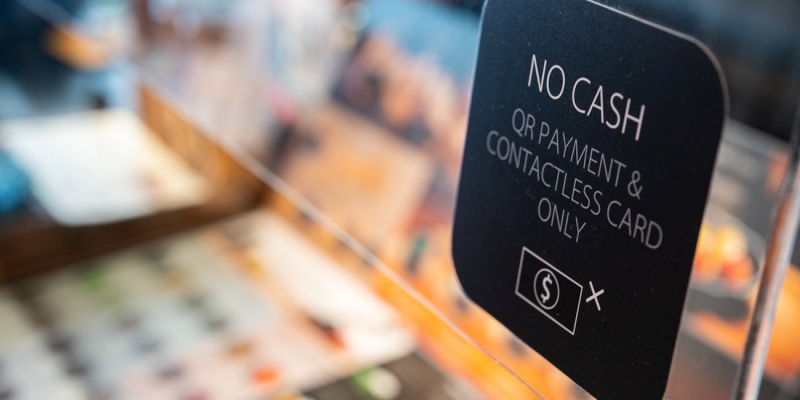 NO CASH
QR PAYMENT &
CONTACTLESS CARD
ONLY
$ X